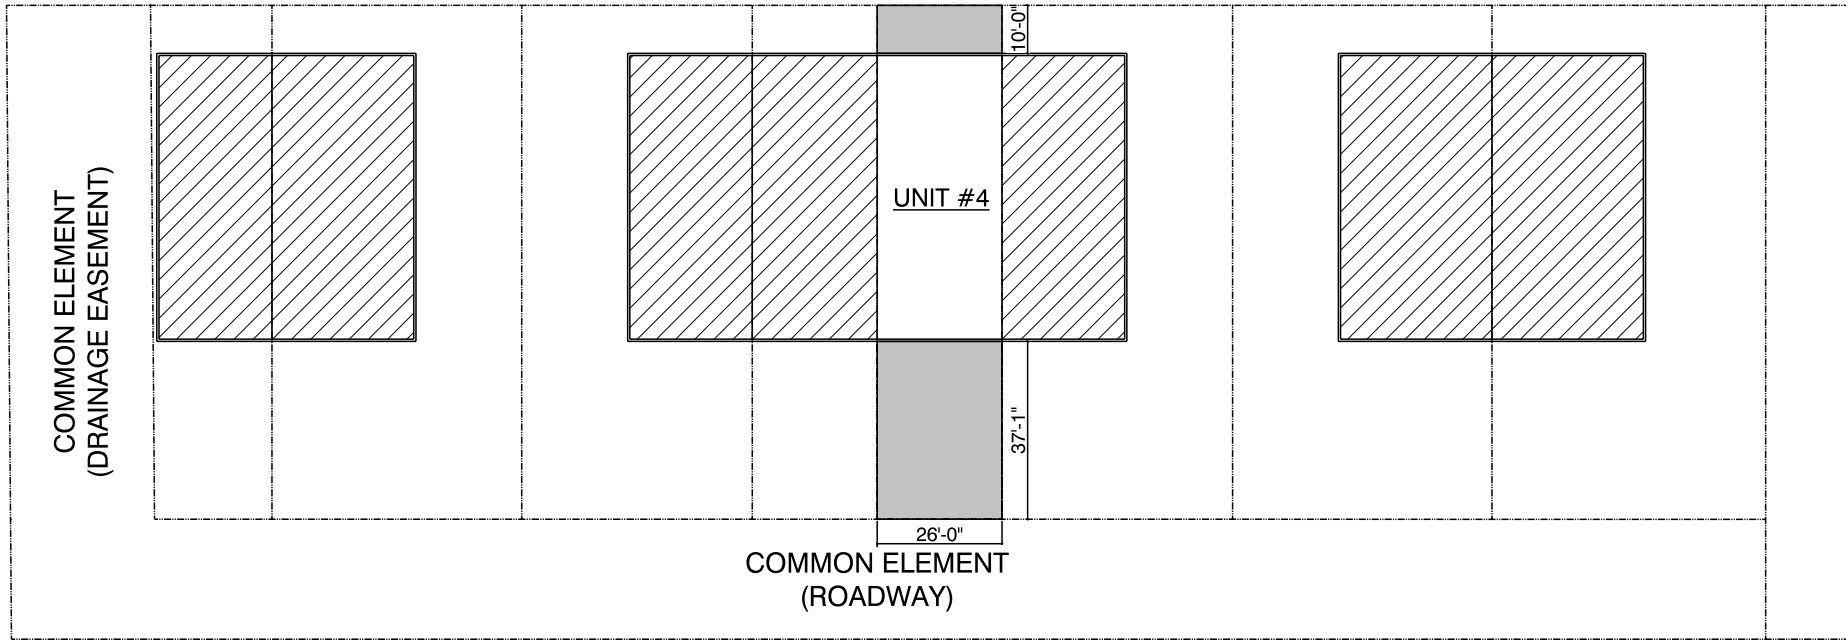 10'-0"
UNIT #4
COMMON ELEMENT
(DRAINAGE EASEMENT)
37'-1"
26'-0"
COMMON ELEMENT
(ROADWAY)